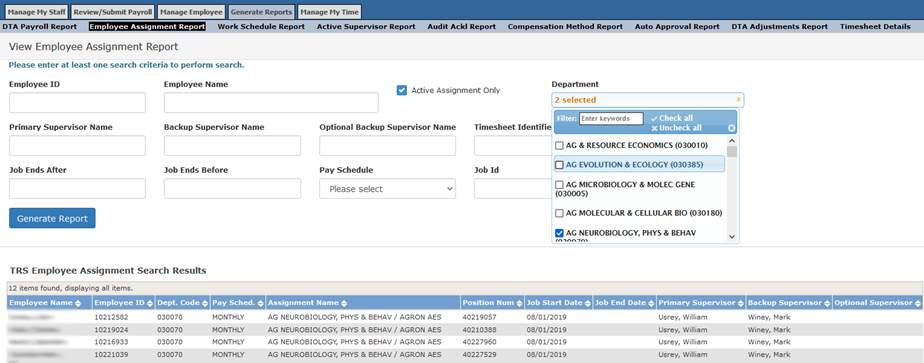 Manage My Staff Review/Submit Payroll Manage Employee Generate Reports Manage My Time
DTA Payroll Report Employee Assignment Report Work Schedule Report Active Supervisor Report Audit Ackl Report Compensation Method Report Auto Approval Report DTA Adjustments Report Timesheet Details
View Employee Assignment Report
Please enter at least one search criteria to perform search.
Employee ID Employee Name Department
Active Assignment Only
2 selected
Filter: Enter keywords Check all
Uncheck all
Primary Supervisor Name Backup Supervisor Name Optional Backup Supervisor Name Timesheet Identifie
AG & RESOURCE ECONOMICS (030010)
AG EVOLUTION & ECOLOGY (030385)
Job Ends After Job Ends Before Pay Schedule Job Id
Please select
AG MICROBIOLOGY & MOLEC GENE
(030005)
AG MOLECULAR & CELLULAR BIO (030180)
Generate Report
AG NEUROBIOLOGY, PHYS & BEHAV
(030070)
TRS Employee Assignment Search Results
12 items found, displaying all items.
Employee Name Employee ID Dept. Code Pay Sched. Assignment Name Position Num Job Start Date Job End Date Primary Supervisor Backup Supervisor Optional Supervisor
10212582 030070 MONTHLY AG NEUROBIOLOGY, PHYS & BEHAV / AGRON AES 40219057 08/01/2019 Usrey, William Winey, Mark
10219024 030070 MONTHLY AG NEUROBIOLOGY, PHYS & BEHAV / AGRON AES 40210388 08/01/2019 Usrey, William Winey, Mark
10216933 030070 MONTHLY AG NEUROBIOLOGY, PHYS & BEHAV / AGRON AES 40227960 08/01/2019 Usrey, William Winey, Mark
10221039 030070 MONTHLY AG NEUROBIOLOGY, PHYS & BEHAV / AGRON AES 40227529 08/01/2019 Usrey, William Winey, Mark